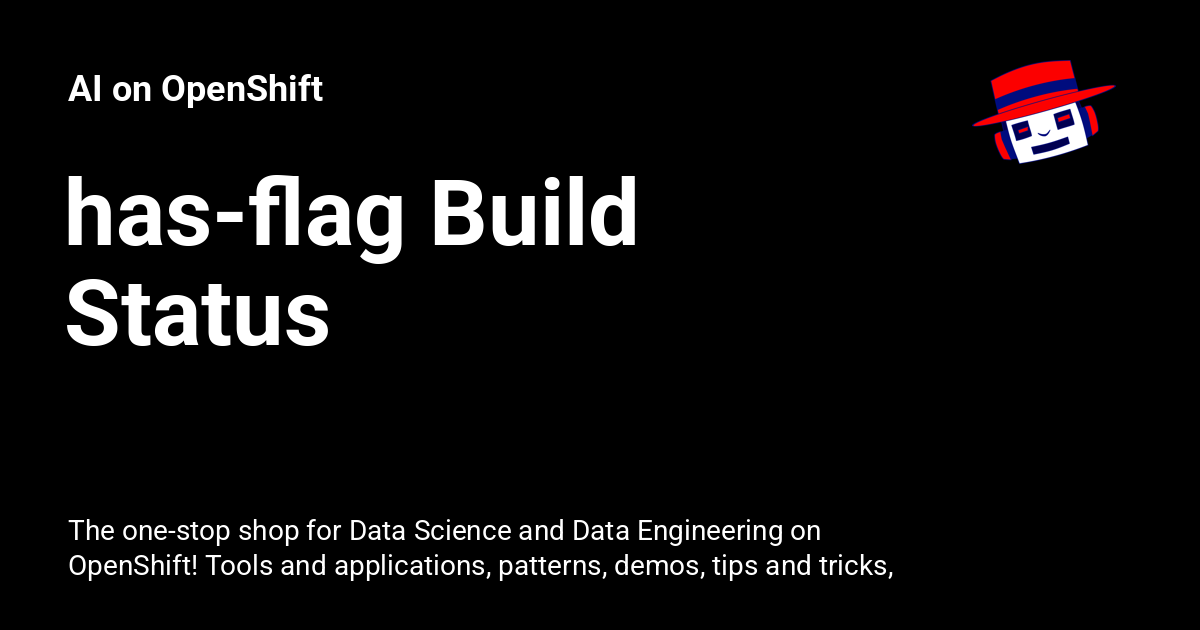 AI on OpenShift
has-flag Build
Status
The one-stop shop for Data Science and Data Engineering on
OpenShift! Tools and applications, patterns, demos, tips and tricks,